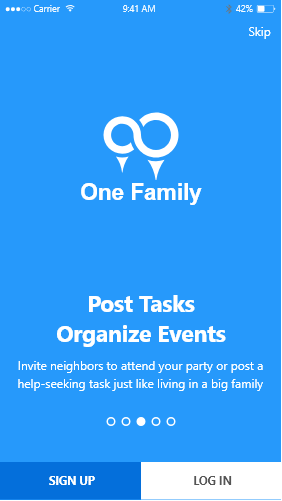 Carrier 9:41 AM 42%
Skip
One Family
Post Tasks
Organize Events
Invite neighbors to attend your party or post a
help-seeking task just like living in a big family
SIGN UP LOG IN